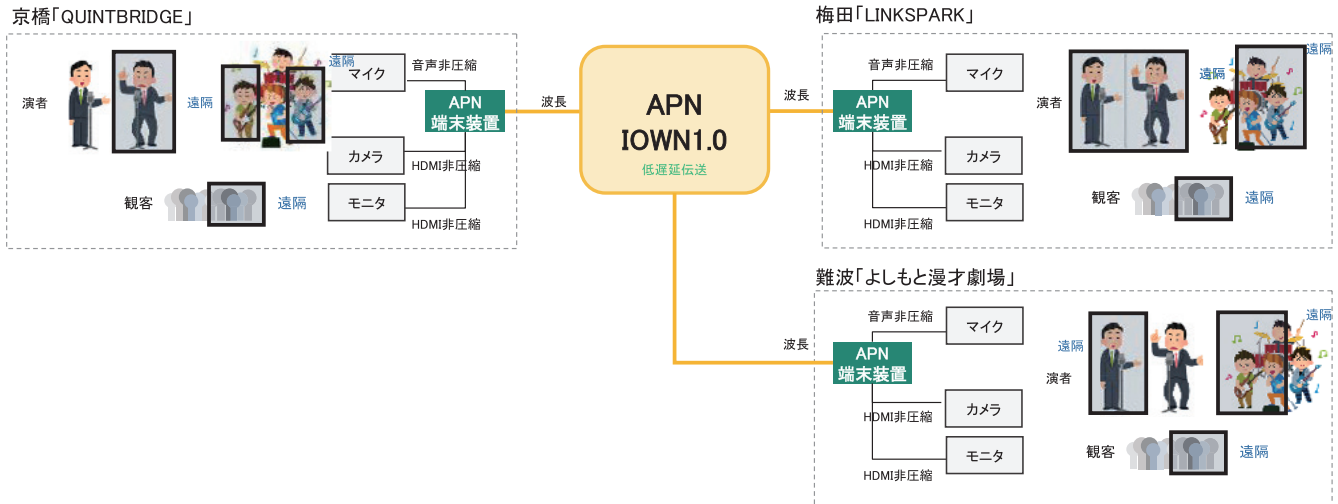 京橋「QUINTBRIDGE」
演者
遠隔
遠隔
マイク
音声非圧縮
APN
端末装置
カメラ
HDMI非圧縮
観客
遠隔
モニタ
HDMI非圧縮
波長
APN
IOWN1.0
低遅延伝送
波長
梅田「LINKSPARK」
音声非圧縮
マイク
APN
端末装置
カメラ
HDMI非圧縮
モニタ
HDMI非圧縮
演者
遠隔
遠隔
観客
遠隔
難波「よしもと漫才劇場」
波長
音声非圧縮
マイク
APN
端末装置
カメラ
HDMI非圧縮
モニタ
HDMI非圧縮
遠隔
演者
遠隔
観客
遠隔